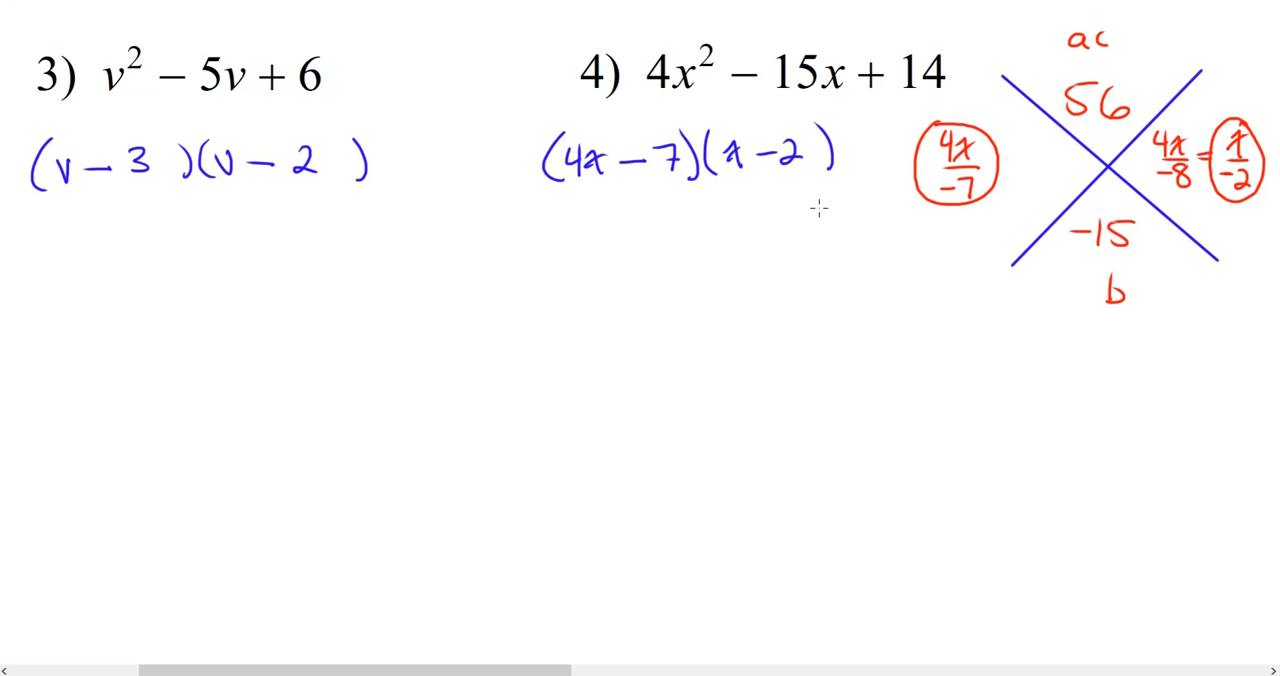 3) v² − 5v + 6
(v − 3 )(v − 2 )
4) 4x² − 15x + 14
(4x − 7)(x − 2)
ac
56
4x/-7
4x/-8 = x/-2
-15
b